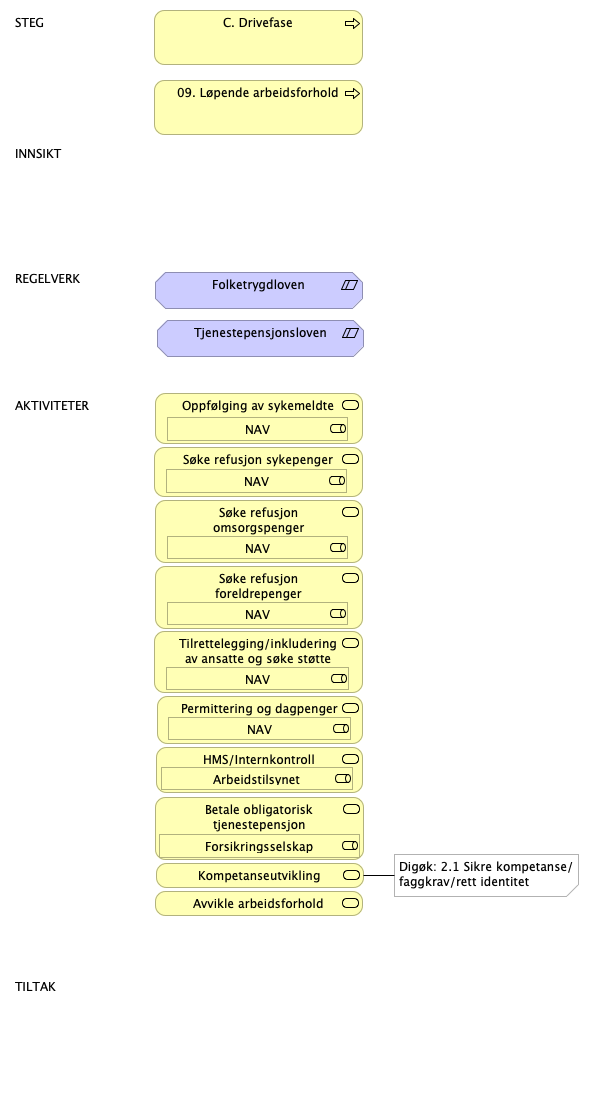 STEG
C. Drivefase
09. Løpende arbeidsforhold
INNSIKT
REGELVERK
Folketrygdloven
Tjenestepensjonsloven
AKTIVITETER
Oppfølging av sykemeldte
NAV
Søke refusjon sykepenger
NAV
Søke refusjon
omsorgspenger
NAV
Søke refusjon
foreldrepenger
NAV
Tilrettelegging/inkludering
av ansatte og søke støtte
NAV
Permittering og dagpenger
NAV
HMS/Internkontroll
Arbeidstilsynet
Betale obligatorisk
tjenestepensjon
Forsikringsselskap
Kompetanseutvikling
Digøk: 2.1 Sikre kompetanse/
faggkrav/rett identitet
Avvikle arbeidsforhold
TILTAK